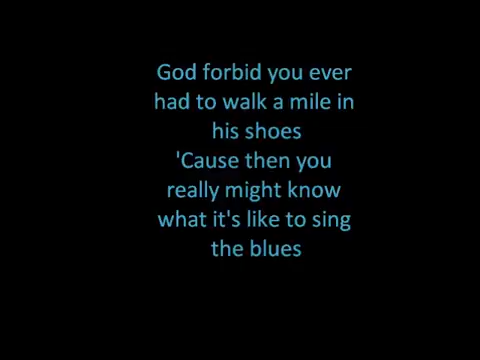 God forbid you ever
had to walk a mile in
his shoes
'Cause then you
really might know
what it's like to sing
the blues